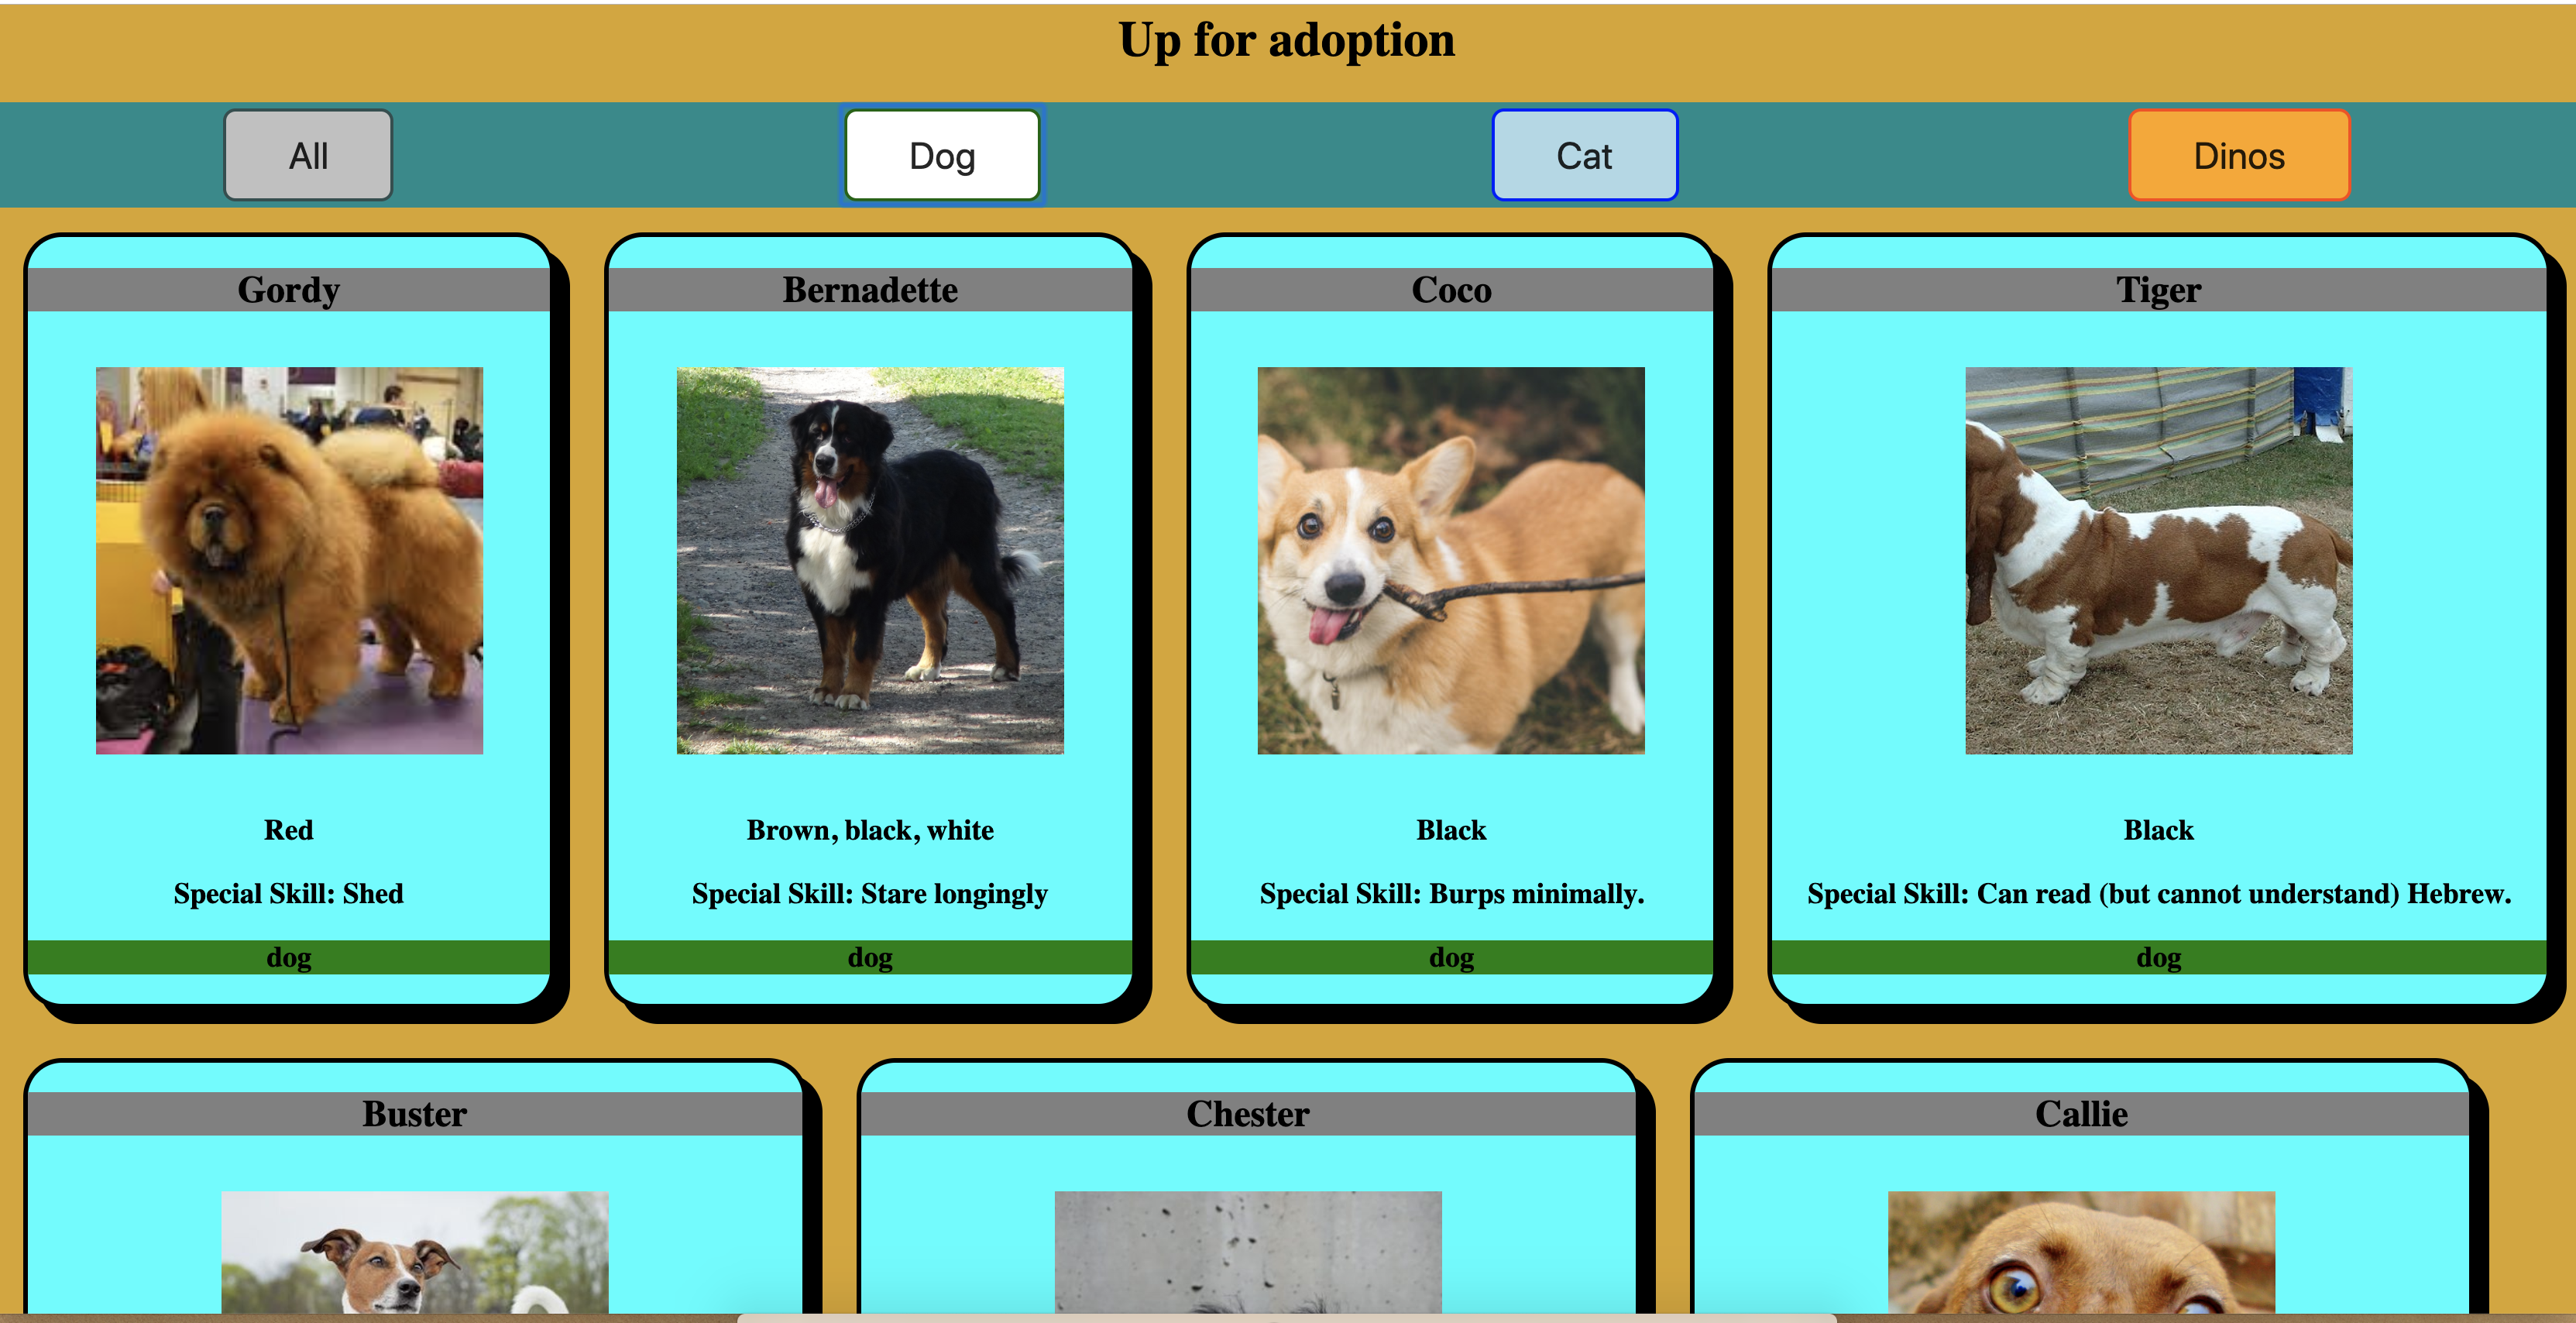 Up for adoption
All
Dog
Cat
Dinos
Gordy
Red
Special Skill: Shed
dog
Bernadette
Brown, black, white
Special Skill: Stare longingly
dog
Coco
Black
Special Skill: Burps minimally.
dog
Tiger
Black
Special Skill: Can read (but cannot understand) Hebrew.
dog
Buster
Chester
Callie